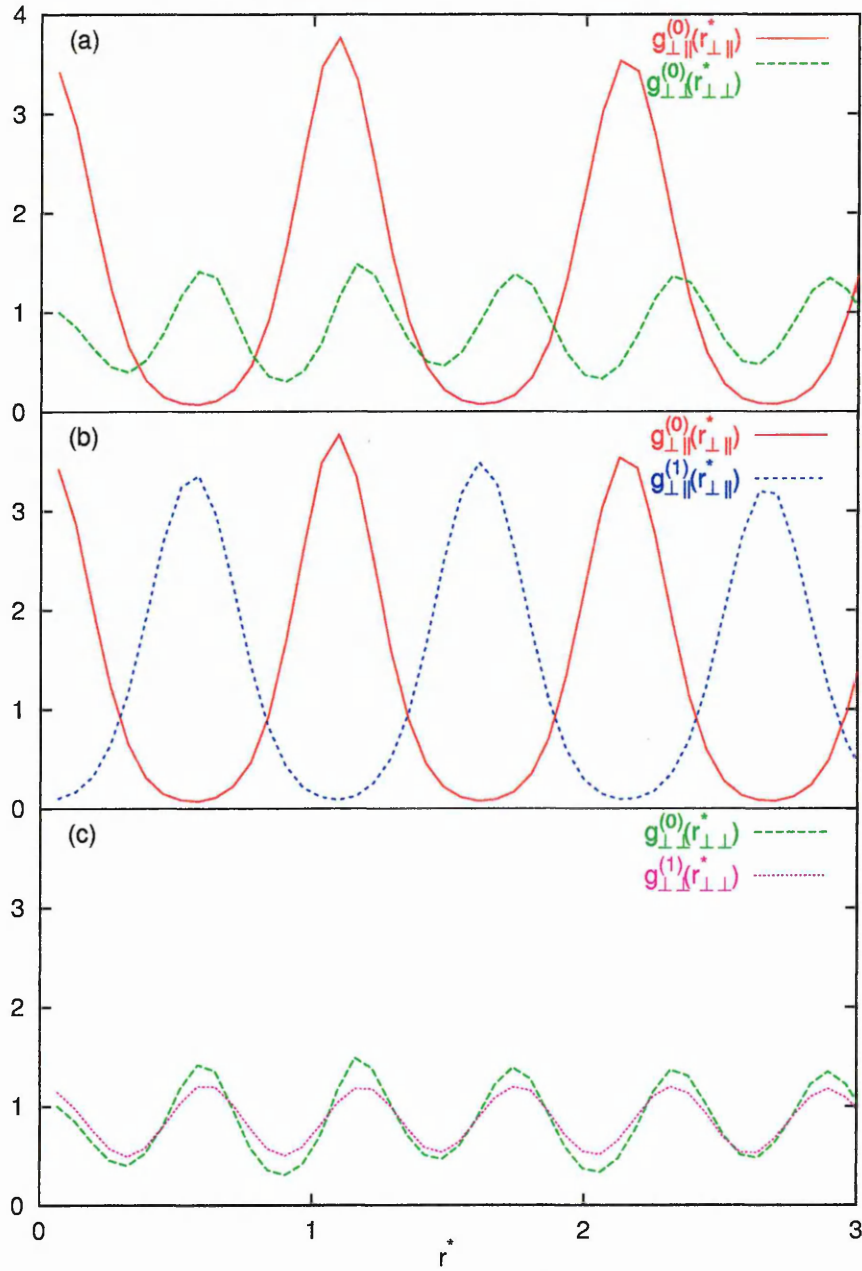 4
3
2
1
0
(a)
g⊥∥(0)(r*⊥∥)
g⊥⊥(0)(r*⊥⊥)
3
2
1
0
(b)
g⊥∥(0)(r*⊥∥)
g⊥∥(1)(r*⊥∥)
3
2
1
0
(c)
g⊥⊥(0)(r*⊥⊥)
g⊥⊥(1)(r*⊥⊥)
0 1 2 3
r*